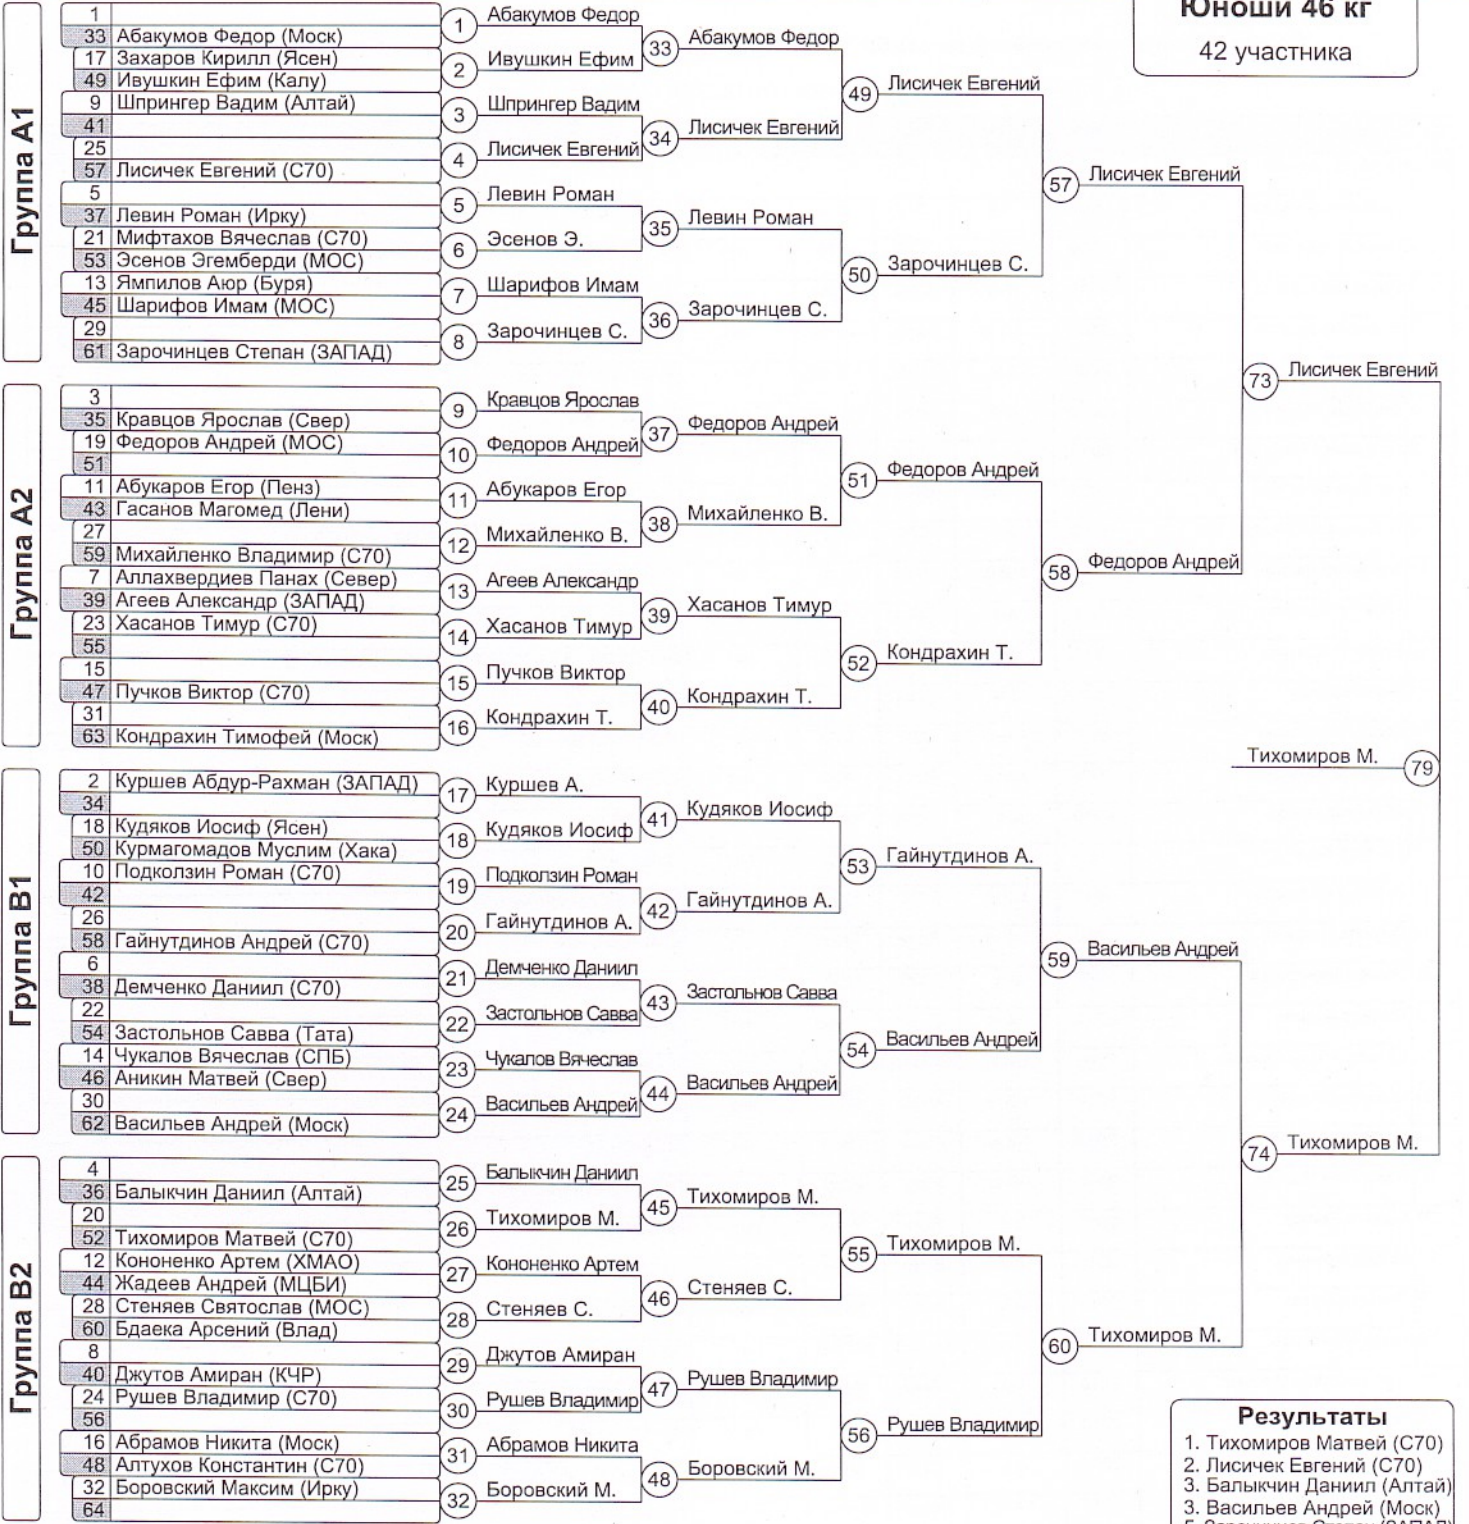 Юноши 46 кг
42 участника
Группа А1
1
33 Абакумов Федор (Моск)
17 Захаров Кирилл (Ясен)
49 Ивушкин Ефим (Калу)
9 Шпрингер Вадим (Алтай)
41
25
57 Лисичек Евгений (С70)
5
37 Левин Роман (Ирку)
21 Мифтахов Вячеслав (С70)
53 Эсенов Эгемберди (МОС)
13 Ямпилов Аюр (Буря)
45 Шарифов Имам (МОС)
29
61 Зарочинцев Степан (ЗАПАД)
1 Абакумов Федор
2 Ивушкин Ефим
3 Шпрингер Вадим
4 Лисичек Евгений
5 Левин Роман
6 Эсенов Э.
7 Шарифов Имам
8 Зарочинцев С.
33 Абакумов Федор
34 Лисичек Евгений
35 Левин Роман
36 Зарочинцев С.
49 Лисичек Евгений
50 Зарочинцев С.
57 Лисичек Евгений
Группа А2
3
35 Кравцов Ярослав (Свер)
19 Федоров Андрей (МОС)
51
11 Абукаров Егор (Пенз)
43 Гасанов Магомед (Лени)
27
59 Михайленко Владимир (С70)
7 Аллахвердиев Панах (Север)
39 Агеев Александр (ЗАПАД)
23 Хасанов Тимур (С70)
55
15
47 Пучков Виктор (С70)
31
63 Кондрахин Тимофей (Моск)
9 Кравцов Ярослав
10 Федоров Андрей
11 Абукаров Егор
12 Михайленко В.
13 Агеев Александр
14 Хасанов Тимур
15 Пучков Виктор
16 Кондрахин Т.
37 Федоров Андрей
38 Михайленко В.
39 Хасанов Тимур
40 Кондрахин Т.
51 Федоров Андрей
52 Кондрахин Т.
58 Федоров Андрей
73 Лисичек Евгений
Группа В1
2 Куршев Абдур-Рахман (ЗАПАД)
34
18 Кудяков Иосиф (Ясен)
50 Курмагомадов Муслим (Хака)
10 Подколзин Роман (С70)
42
26
58 Гайнутдинов Андрей (С70)
6
38 Демченко Даниил (С70)
22
54 Застольнов Савва (Тата)
14 Чукалов Вячеслав (СПБ)
46 Аникин Матвей (Свер)
30
62 Васильев Андрей (Моск)
17 Куршев А.
18 Кудяков Иосиф
19 Подколзин Роман
20 Гайнутдинов А.
21 Демченко Даниил
22 Застольнов Савва
23 Чукалов Вячеслав
24 Васильев Андрей
41 Кудяков Иосиф
42 Гайнутдинов А.
43 Застольнов Савва
44 Васильев Андрей
53 Гайнутдинов А.
54 Васильев Андрей
59 Васильев Андрей
Группа В2
4
36 Балыкчин Даниил (Алтай)
20
52 Тихомиров Матвей (С70)
12 Кононенко Артем (ХМАО)
44 Жадеев Андрей (МЦБИ)
28 Стеняев Святослав (МОС)
60 Бдаека Арсений (Влад)
8
40 Джутов Амиран (КЧР)
24 Рушев Владимир (С70)
56
16 Абрамов Никита (Моск)
48 Алтухов Константин (С70)
32 Боровский Максим (Ирку)
64
25 Балыкчин Даниил
26 Тихомиров М.
27 Кононенко Артем
28 Стеняев С.
29 Джутов Амиран
30 Рушев Владимир
31 Абрамов Никита
32 Боровский М.
45 Тихомиров М.
46 Стеняев С.
47 Рушев Владимир
48 Боровский М.
55 Тихомиров М.
56 Рушев Владимир
60 Тихомиров М.
74 Тихомиров М.
Тихомиров М. 79
Результаты
1. Тихомиров Матвей (С70)
2. Лисичек Евгений (С70)
3. Балыкчин Даниил (Алтай)
3. Васильев Андрей (Моск)
5. Зарочинцев Степан (ЗАПАД)